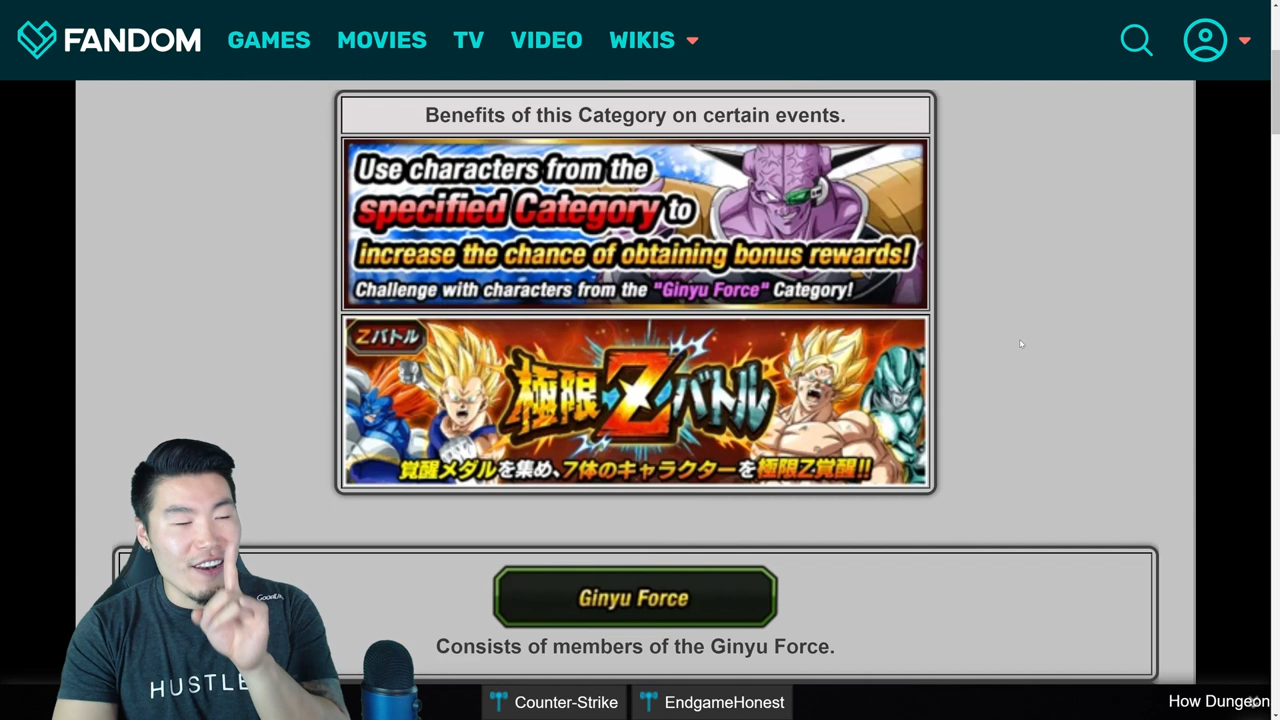 FANDOM GAMES MOVIES TV VIDEO WIKIS
Benefits of this Category on certain events.
Use characters from the
specified Category to
increase the chance of obtaining bonus rewards!
Challenge with characters from the "Ginyu Force" Category!
Zバトル
極限Zバトル
覚醒メダルを集め、7体のキャラクターを極限Z覚醒!!
Ginyu Force
Consists of members of the Ginyu Force.
HUSTLE
Counter-Strike EndgameHonest How Dungeon